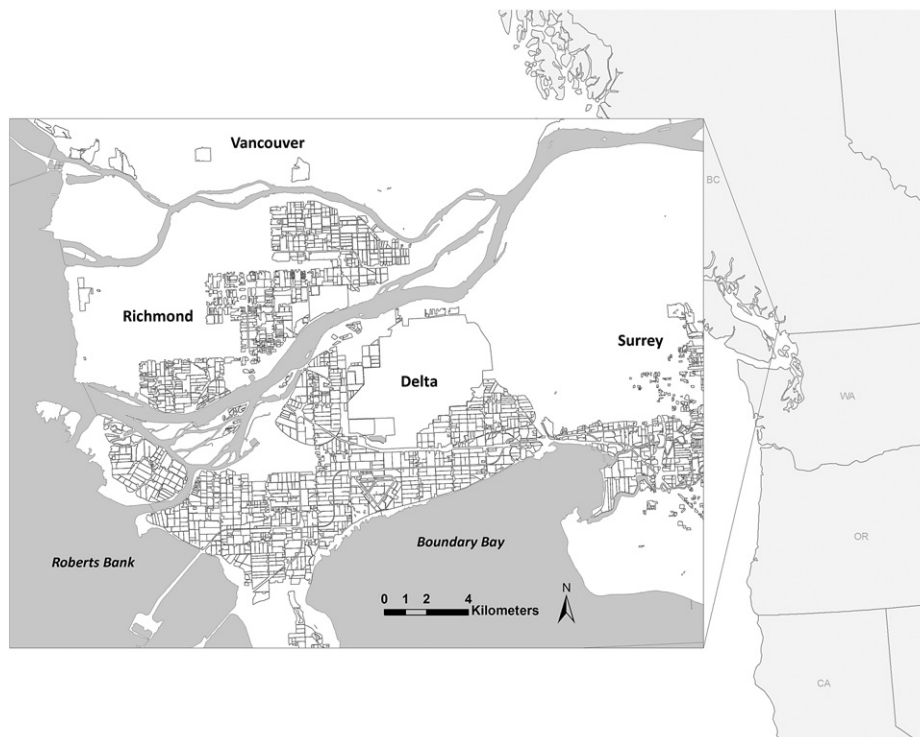 Vancouver
BC
Richmond
Surrey
Delta
WA
OR
Roberts Bank
Boundary Bay
N
0 1 2 4
Kilometers
CA